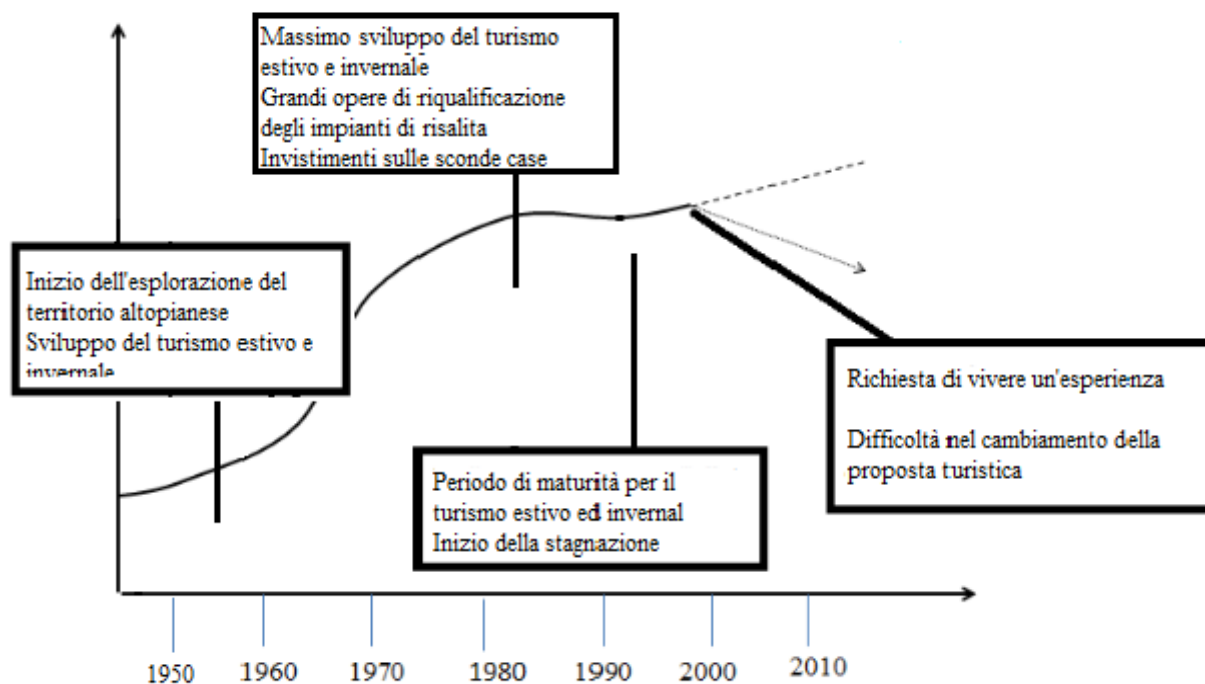 Massimo sviluppo del turismo
estivo e invernale
Grandi opere di riqualificazione
degli impianti di risalita
Invistimenti sulle sconde case
Inizio dell'esplorazione del
territorio altopianese
Sviluppo del turismo estivo e
invernale
Richiesta di vivere un'esperienza
Difficoltà nel cambiamento della
proposta turistica
Periodo di maturità per il
turismo estivo ed invernal
Inizio della stagnazione
1950
1960
1970
1980
1990
2000
2010